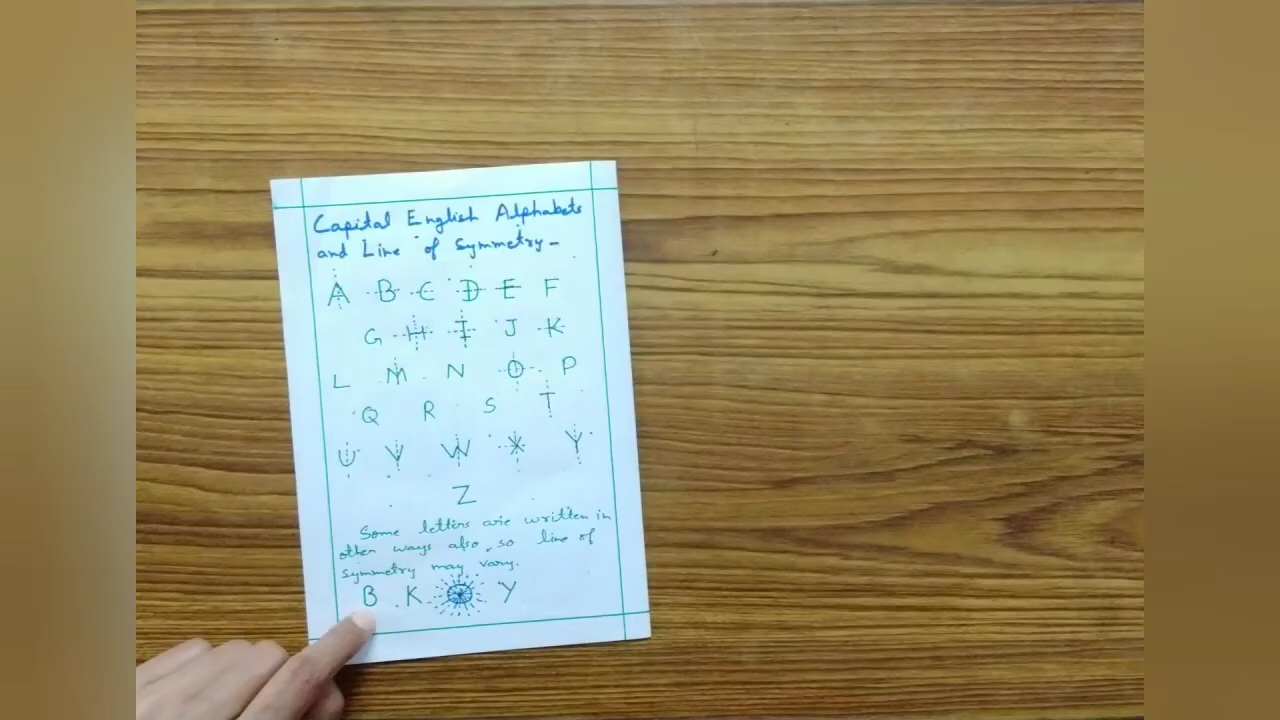 Capital English Alphabets
and Line of Symmetry-
A B C D E F
G H I J K
L M N O P
Q R S T
U V W X Y
Z
Some letters are written in
other ways also, so line of
symmetry may vary.
B K O Y